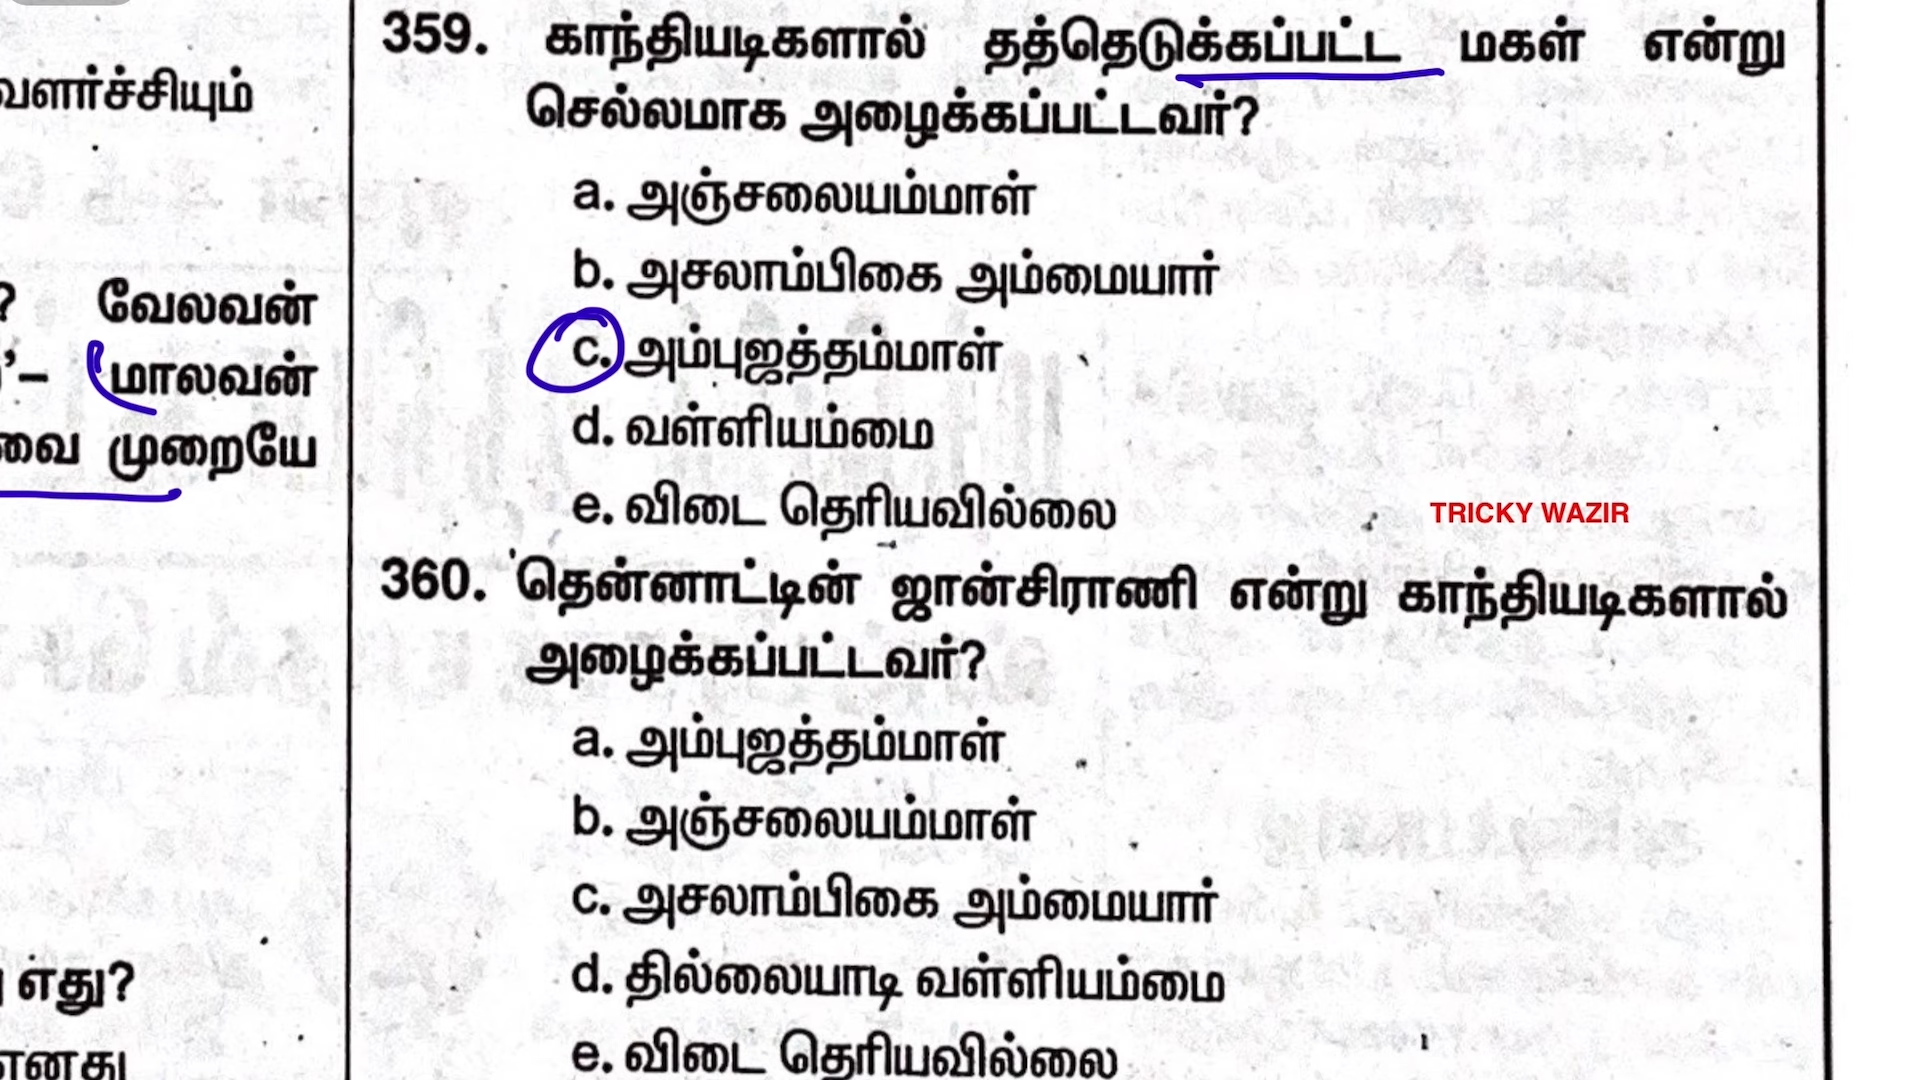 வளர்ச்சியும்
? வேலவன்
'– மாலவன்
வை முறையே
எது?
359. காந்தியடிகளால் தத்தெடுக்கப்பட்ட மகள் என்று
செல்லமாக அழைக்கப்பட்டவர்?
a. அஞ்சலையம்மாள்
b. அசலாம்பிகை அம்மையார்
c. அம்புஜத்தம்மாள்
d. வள்ளியம்மை
e. விடை தெரியவில்லை
TRICKY WAZIR
360. தென்னாட்டின் ஜான்சிராணி என்று காந்தியடிகளால்
அழைக்கப்பட்டவர்?
a. அம்புஜத்தம்மாள்
b. அஞ்சலையம்மாள்
c. அசலாம்பிகை அம்மையார்
d. தில்லையாடி வள்ளியம்மை
e. விடை தெரியவில்லை